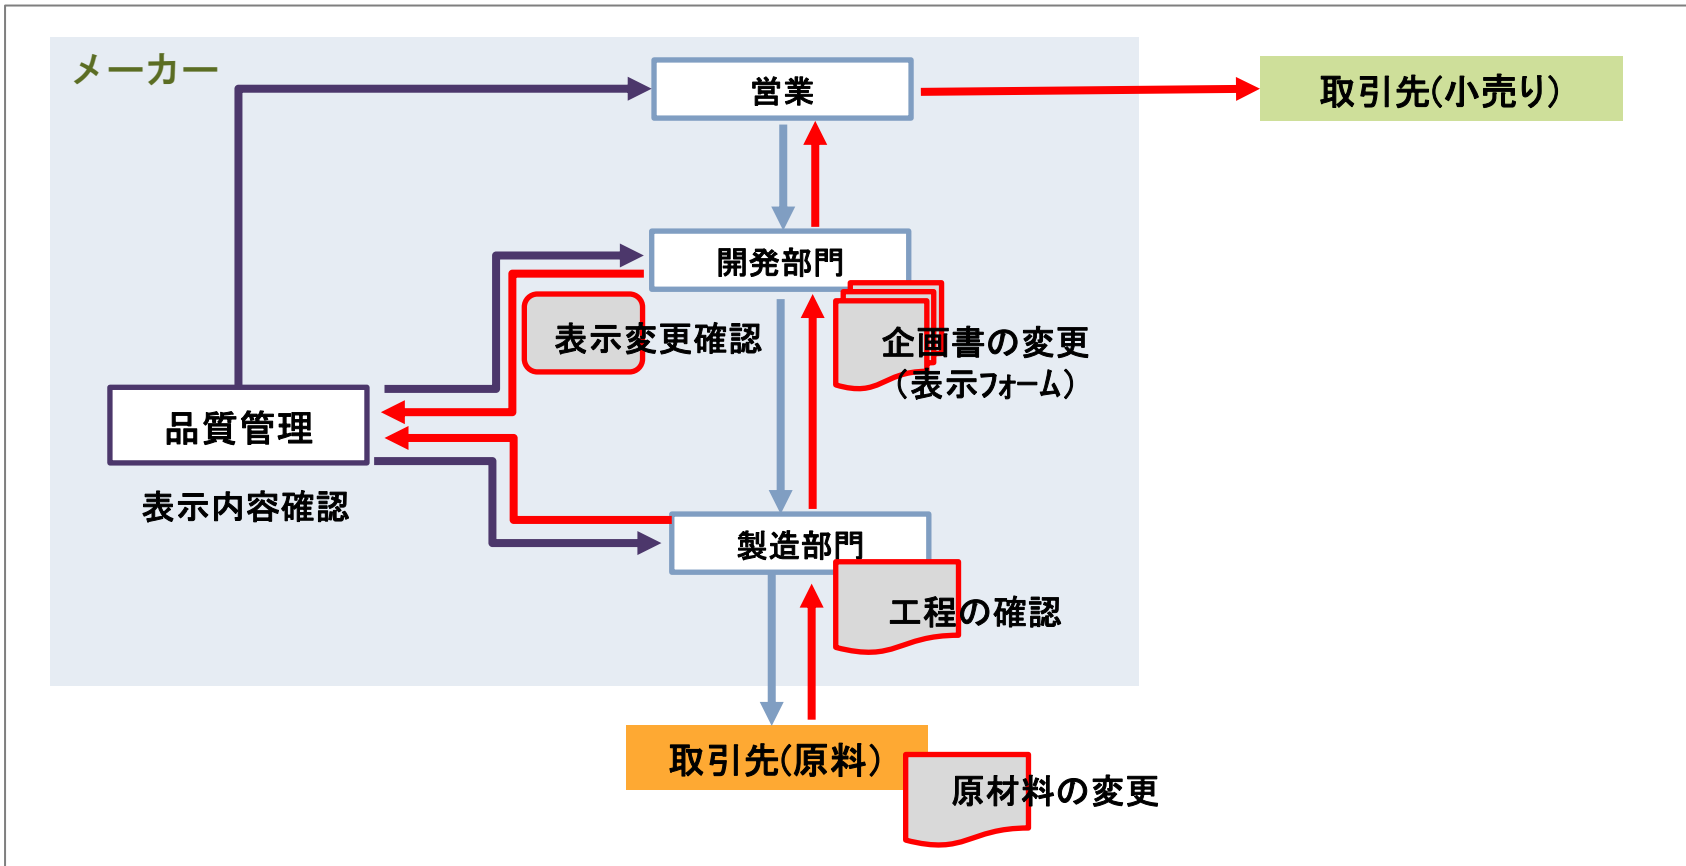 メーカー
営業
取引先(小売り)
開発部門
表示変更確認
企画書の変更
(表示フォーム)
品質管理
表示内容確認
製造部門
工程の確認
取引先(原料)
原材料の変更